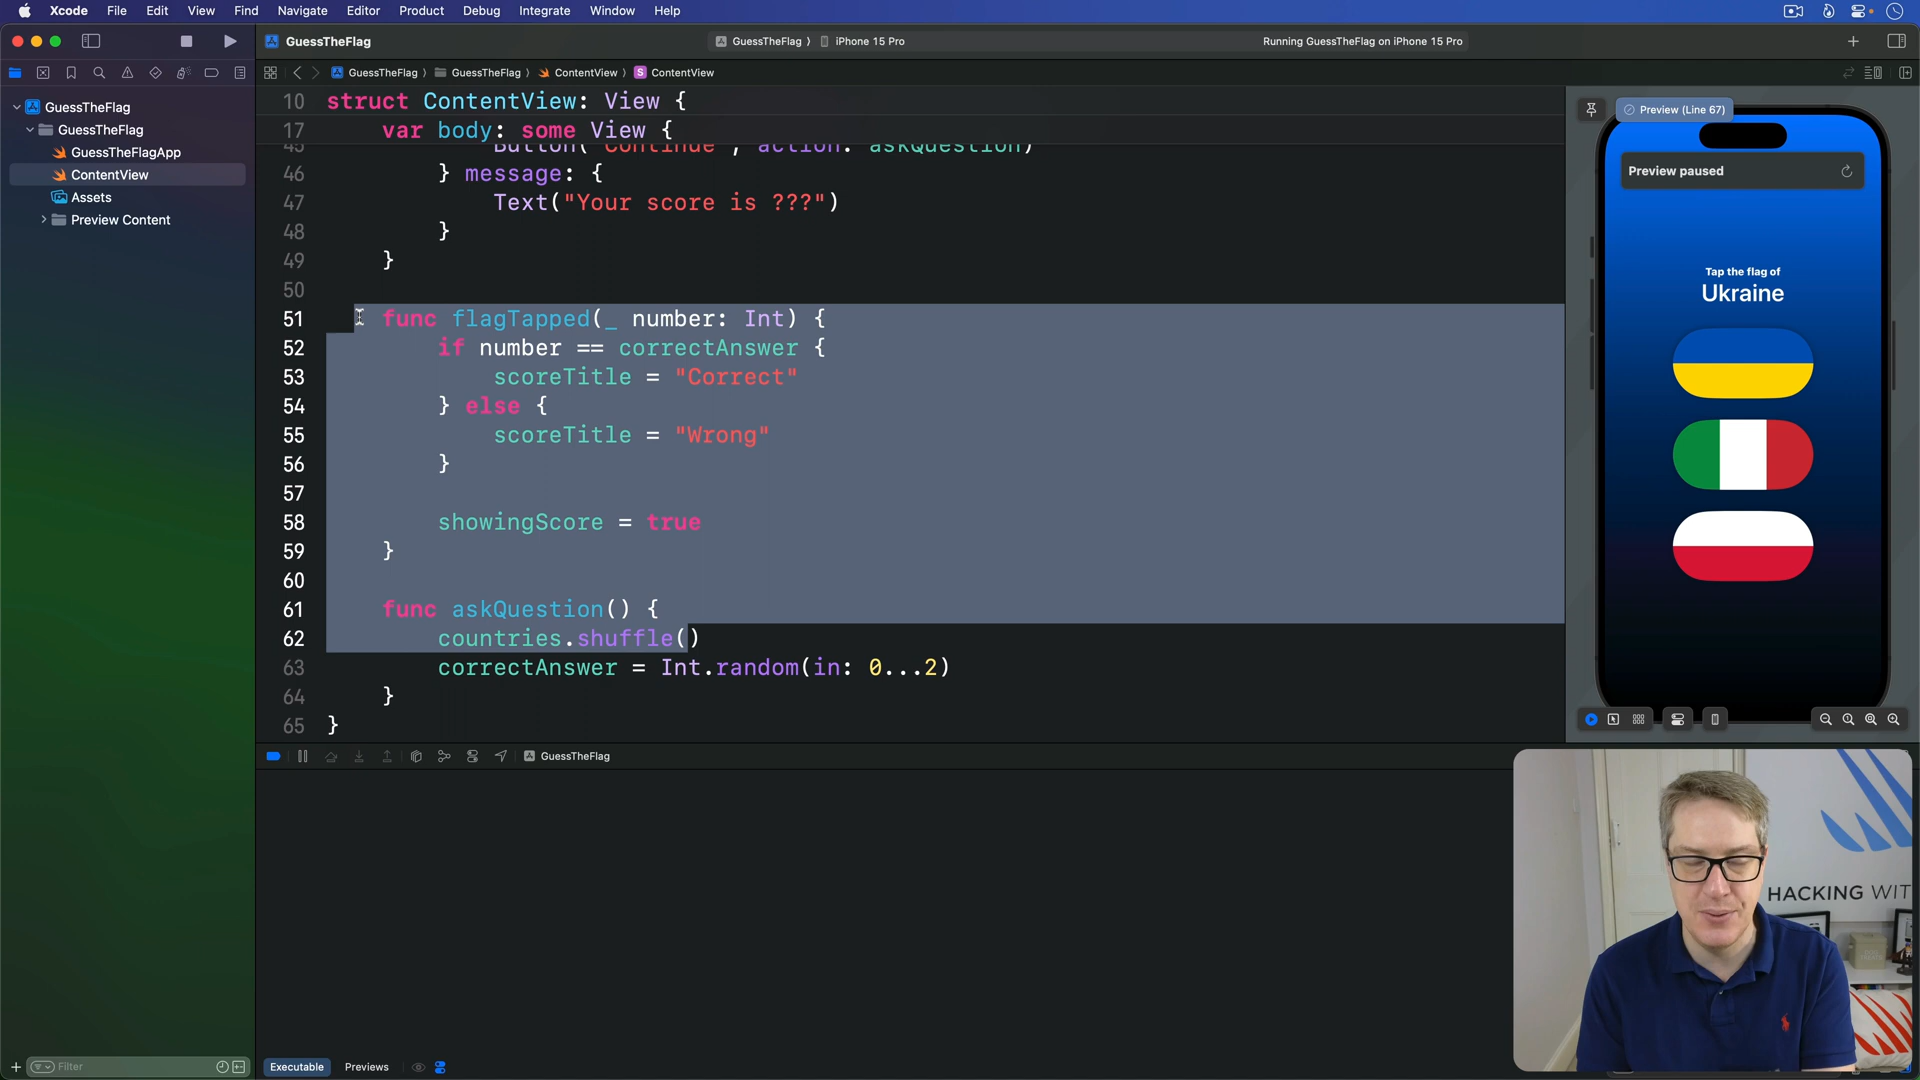 Xcode File Edit View Find Navigate Editor Product Debug Integrate Window Help
GuessTheFlag
GuessTheFlag 〉 iPhone 15 Pro
Running GuessTheFlag on iPhone 15 Pro
GuessTheFlag 〉 GuessTheFlag 〉 ContentView 〉 S ContentView
GuessTheFlag
GuessTheFlag
GuessTheFlagApp
ContentView
Assets
Preview Content
10 struct ContentView: View {
17 var body: some View {
45 Button("Continue", action: askQuestion)
46 } message: {
47 Text("Your score is ???")
48 }
49 }
50
51 func flagTapped(_ number: Int) {
52 if number == correctAnswer {
53 scoreTitle = "Correct"
54 } else {
55 scoreTitle = "Wrong"
56 }
57
58 showingScore = true
59 }
60
61 func askQuestion() {
62 countries.shuffle()
63 correctAnswer = Int.random(in: 0...2)
64 }
65 }
Preview (Line 67)
Preview paused
Tap the flag of
Ukraine
GuessTheFlag
HACKING WIT
Filter
Executable Previews